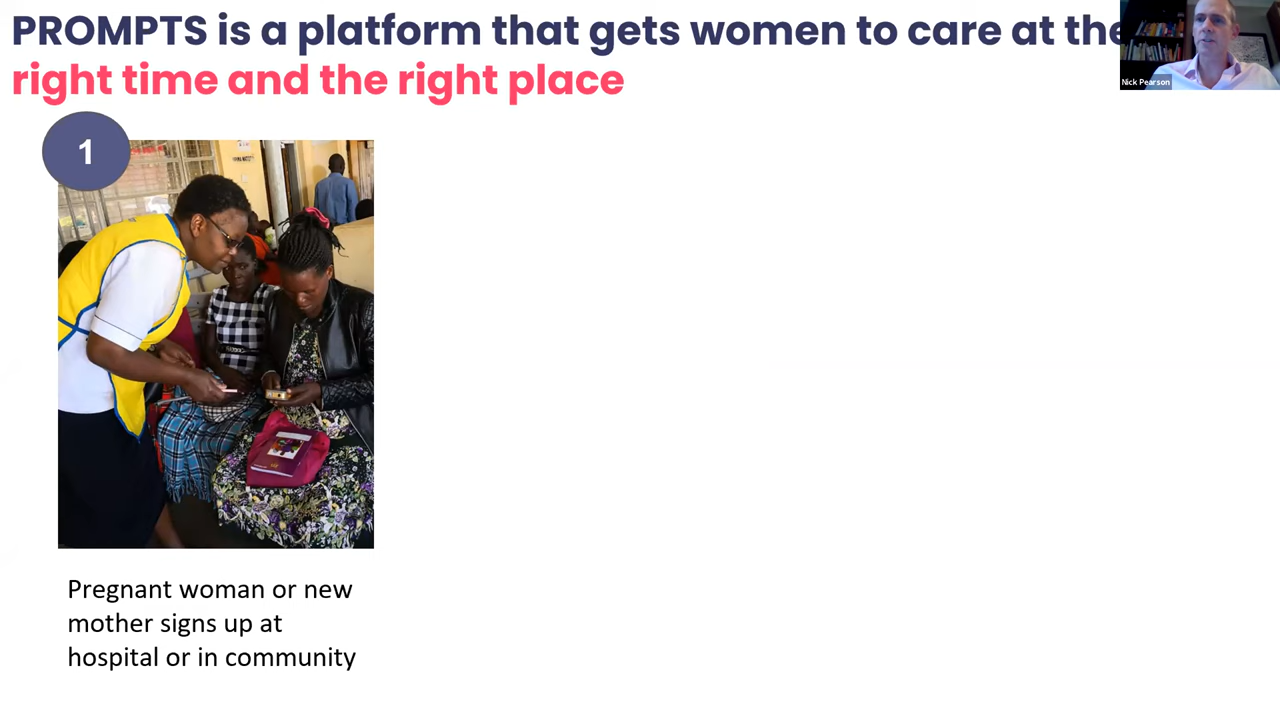 PROMPTS is a platform that gets women to care at the
right time and the right place
Nick Pearson
1
Pregnant woman or new
mother signs up at
hospital or in community